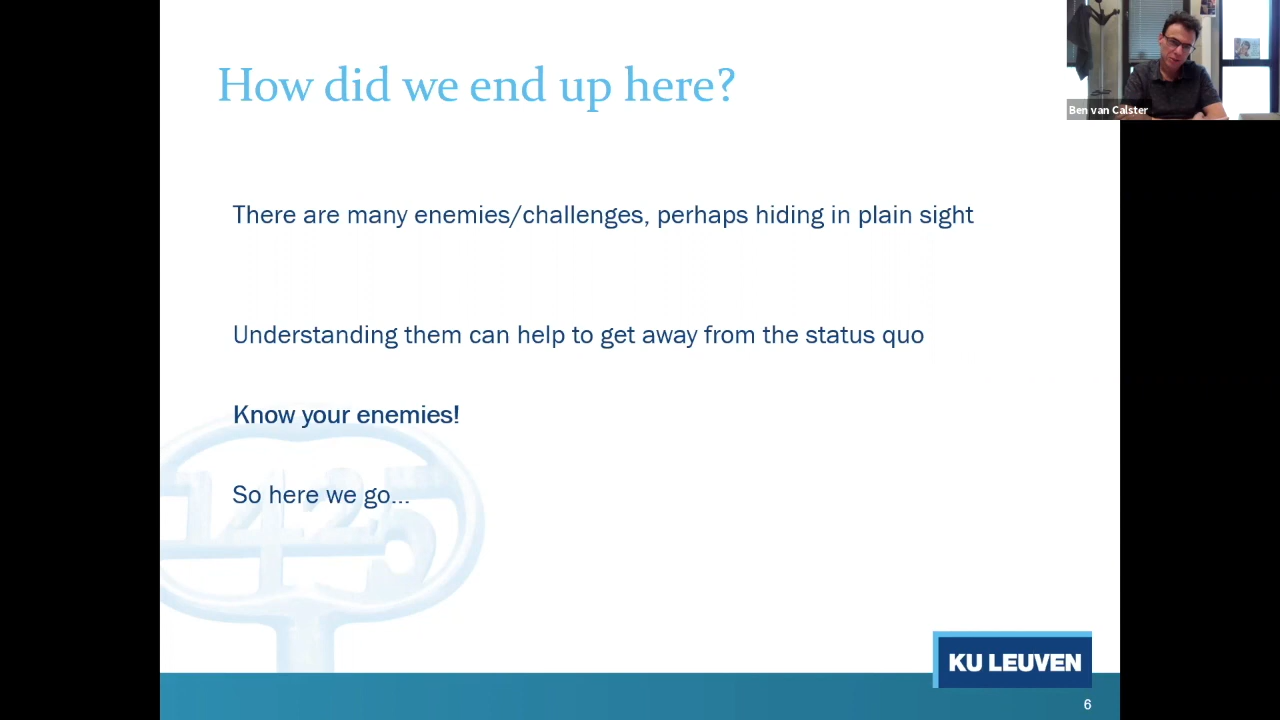 How did we end up here?
Ben van Calster
There are many enemies/challenges, perhaps hiding in plain sight
Understanding them can help to get away from the status quo
Know your enemies!
So here we go...
1425
KU LEUVEN
6